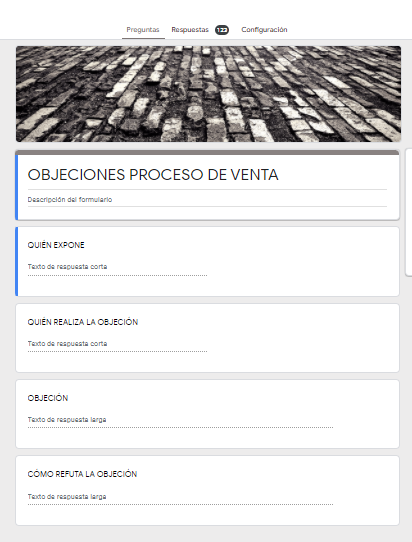 Preguntas Respuestas 123 Configuración
OBJECIONES PROCESO DE VENTA
Descripción del formulario
QUIÉN EXPONE
Texto de respuesta corta
QUIÉN REALIZA LA OBJECIÓN
Texto de respuesta corta
OBJECIÓN
Texto de respuesta larga
CÓMO REFUTA LA OBJECIÓN
Texto de respuesta larga